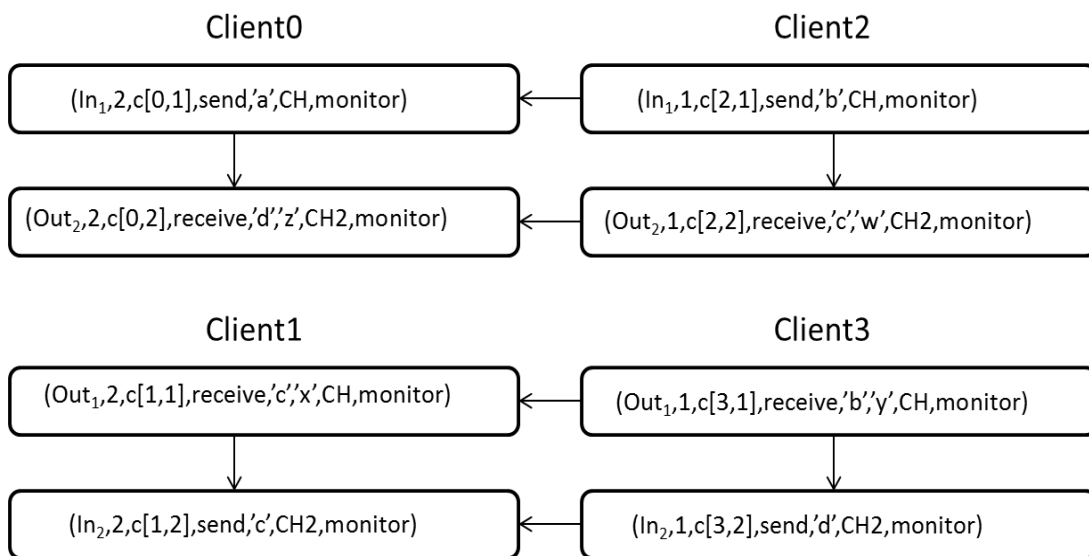 Client0
Client2
(In₁,2,c[0,1],send,’a’,CH,monitor)
(In₁,1,c[2,1],send,’b’,CH,monitor)
(Out₂,2,c[0,2],receive,’d’,’z’,CH2,monitor)
(Out₂,1,c[2,2],receive,’c’,’w’,CH2,monitor)
Client1
Client3
(Out₁,2,c[1,1],receive,’c’,’x’,CH,monitor)
(Out₁,1,c[3,1],receive,’b’,’y’,CH,monitor)
(In₂,2,c[1,2],send,’c’,CH2,monitor)
(In₂,1,c[3,2],send,’d’,CH2,monitor)